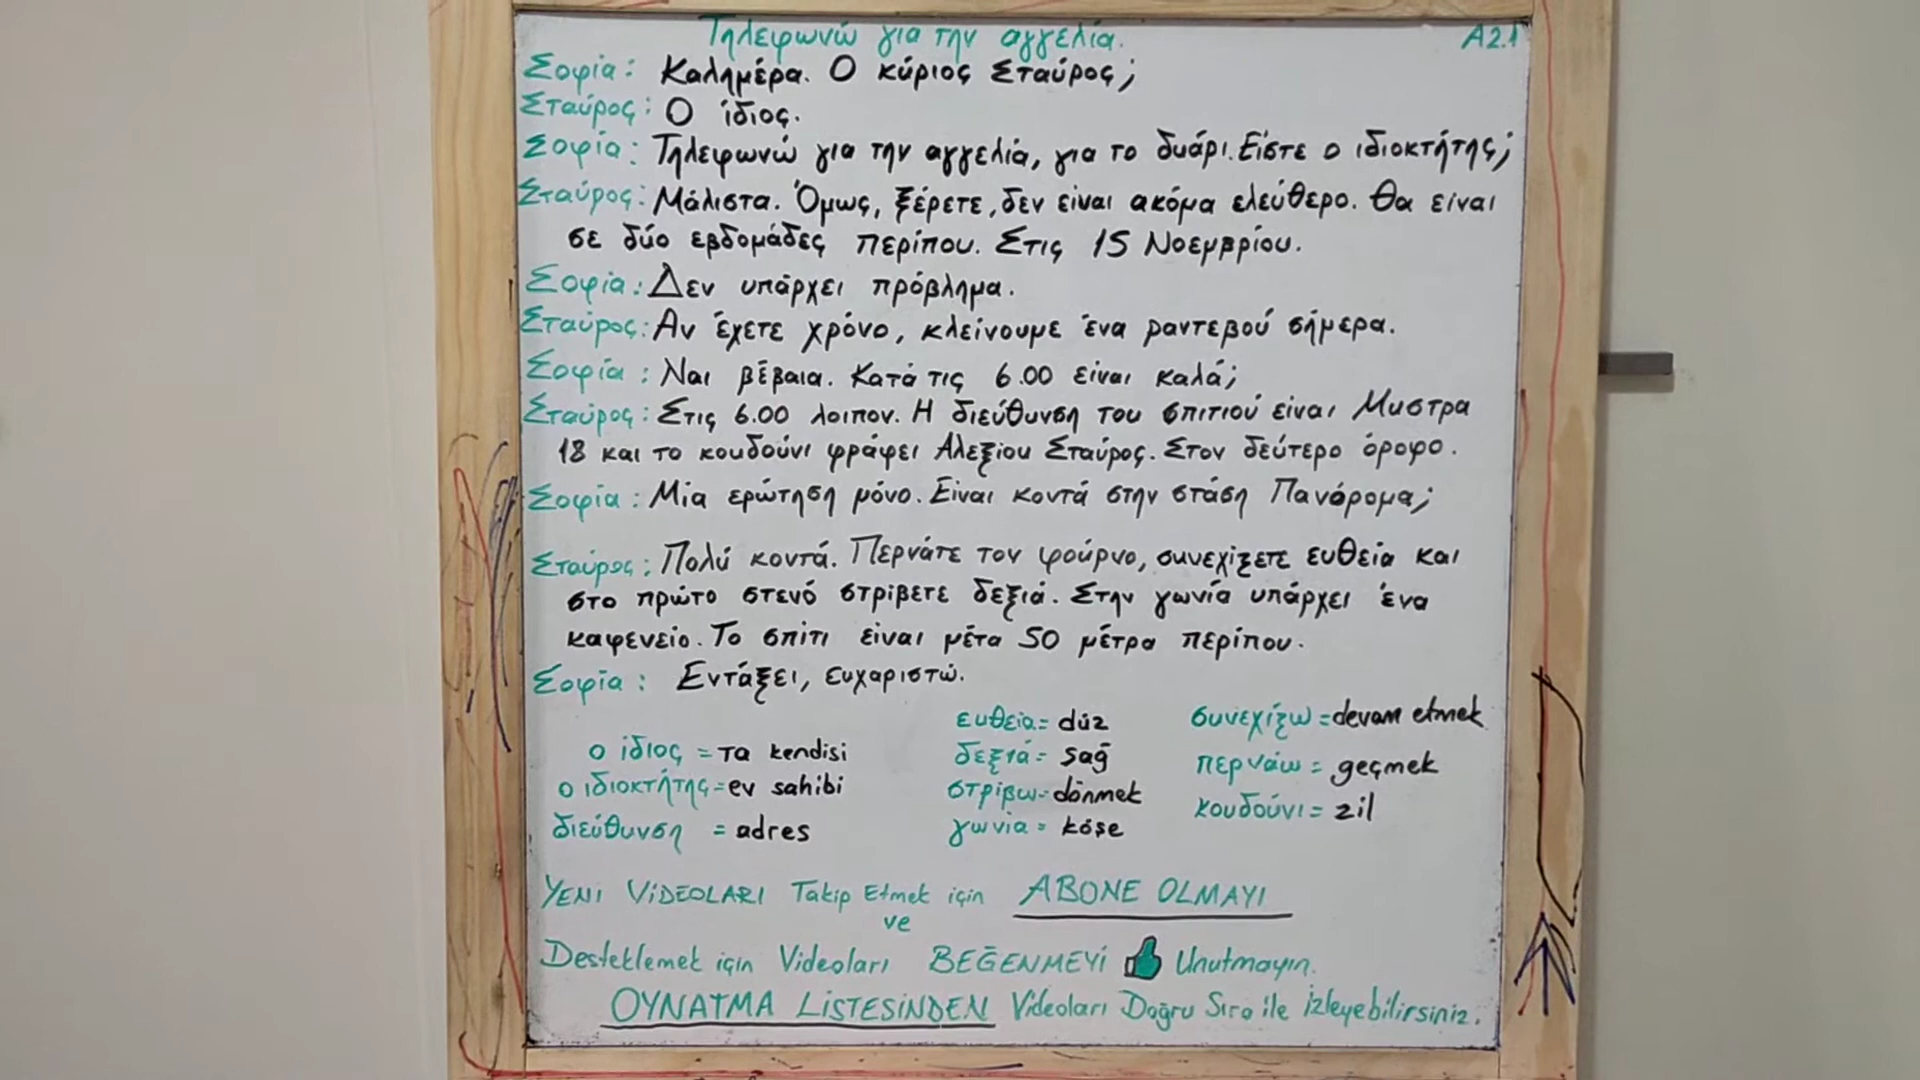 Τηλεφωνώ για την αγγελία. A2.1
Σοφία: Καλημέρα. Ο κύριος Σταύρος;
Σταύρος: Ο ίδιος.
Σοφία: Τηλεφωνώ για την αγγελία, για το δυάρι. Είστε ο ιδιοκτήτης;
Σταύρος: Μάλιστα. Όμως, ξέρετε, δεν είναι ακόμα ελεύθερο. Θα είναι
σε δύο εβδομάδες περίπου. Στις 15 Νοεμβρίου.
Σοφία: Δεν υπάρχει πρόβλημα.
Σταύρος: Αν έχετε χρόνο, κλείνουμε ένα ραντεβού σήμερα.
Σοφία: Ναι βέβαια. Κατά τις 6.00 είναι καλά;
Σταύρος: Στις 6.00 λοιπον. Η διεύθυνση του σπιτιού είναι Μυστρα
18 και το κουδούνι φράφει Αλεξίου Σταύρος. Στον δεύτερο όροφο.
Σοφία: Μία ερώτηση μόνο. Είναι κοντά στην στάση Πανόρομα;
Σταύρος: Πολύ κοντά. Περνάτε τον φούρνο, συνεχίζετε ευθεία και
στο πρώτο στενό στρίβετε δεξιά. Στην γωνία υπάρχει ένα
καφενείο. Το σπίτι είναι μέτα 50 μέτρα περίπου.
Σοφία: Εντάξει, ευχαριστώ.
ευθεία = düz
συνεχίζω = devam etmek
ο ίδιος = τα kendisi
δεξιά = sağ
περνάω = geçmek
ο ιδιοκτήτης = ev sahibi
στρίβω = dönmek
κουδούνι = zil
διεύθυνση = adres
γωνία = köşe
YENİ VİDEOLARI Takip Etmek için ABONE OLMAYI
ve
Desteklemek için Videoları BEĞENMEYİ Unutmayın.
OYNATMA LİSTESİNDEN Videoları Doğru Sıra ile İzleyebilirsiniz.